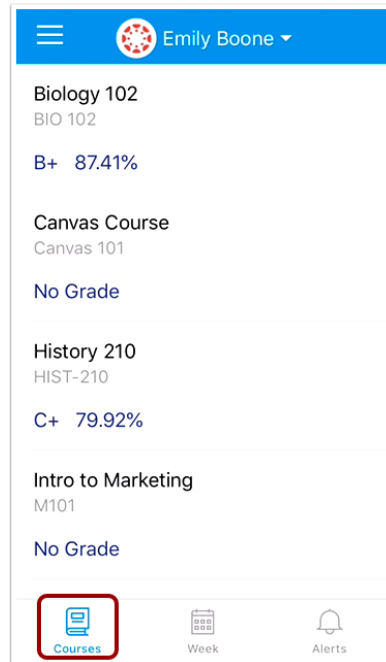 Emily Boone
Biology 102
BIO 102
B+ 87.41%
Canvas Course
Canvas 101
No Grade
History 210
HIST-210
C+ 79.92%
Intro to Marketing
M101
No Grade
Courses Week Alerts